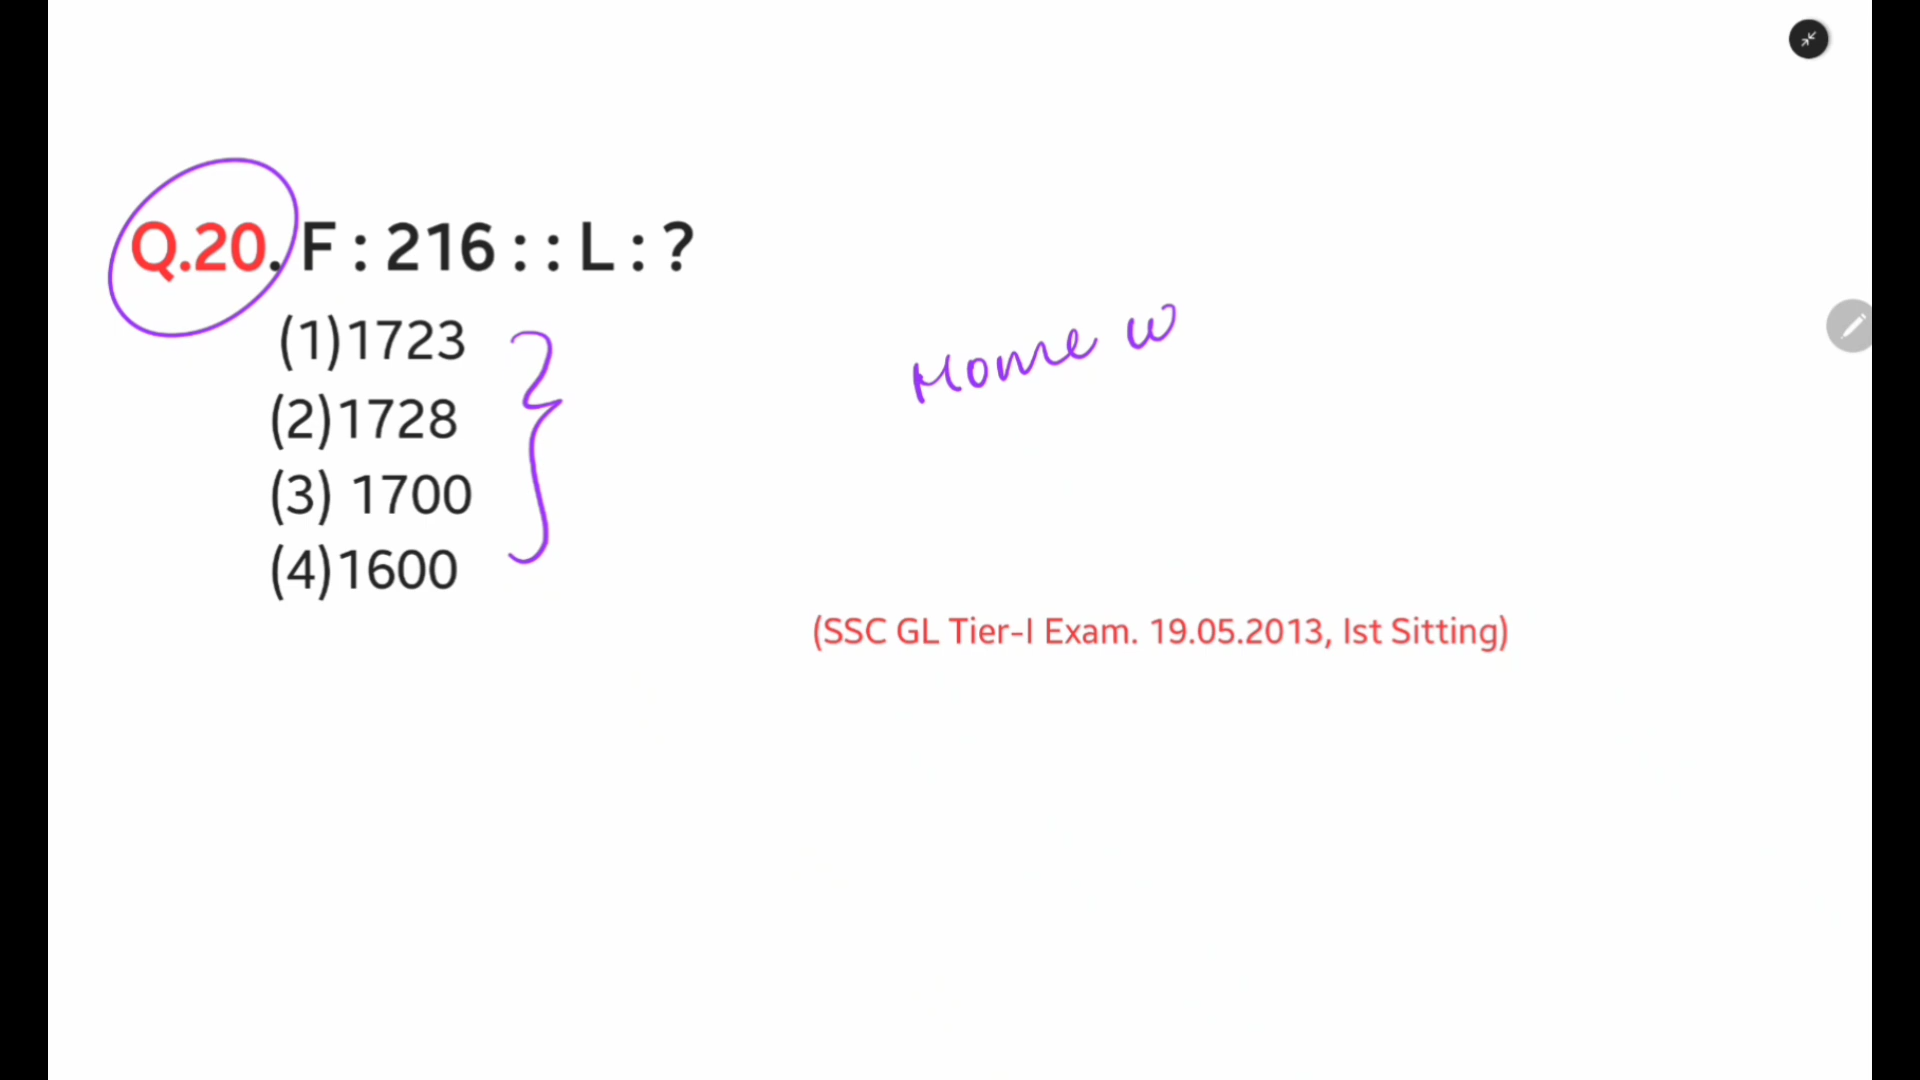 Q.20. F : 216 : : L : ?
(1)1723
(2)1728
(3) 1700
(4)1600
Home w
(SSC GL Tier-I Exam. 19.05.2013, Ist Sitting)